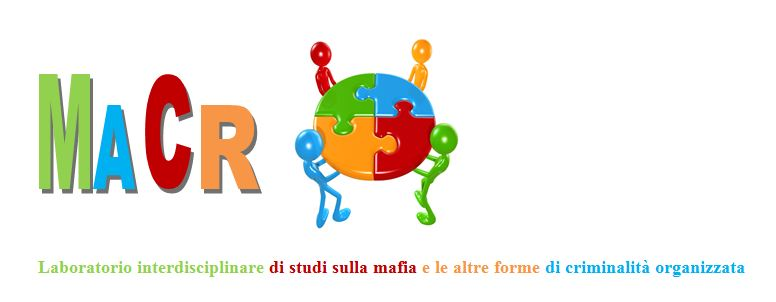 MACR
Laboratorio interdisciplinare di studi sulla mafia e le altre forme di criminalità organizzata